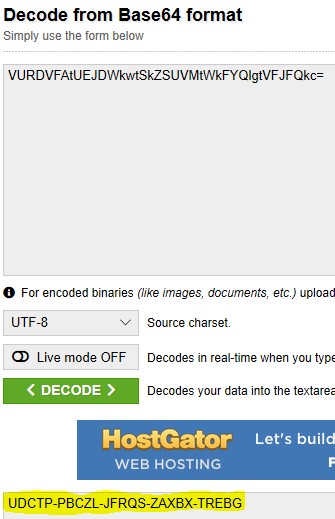 Decode from Base64 format
Simply use the form below
VURDVFAtUEJDWkwtSkZSUVMtWkFYQlgtVFJFQkc=
For encoded binaries (like images, documents, etc.) upload
UTF-8 Source charset.
Live mode OFF Decodes in real-time when you type
< DECODE > Decodes your data into the textarea
HostGator Let's build
WEB HOSTING
UDCTP-PBCZL-JFRQS-ZAXBX-TREBG